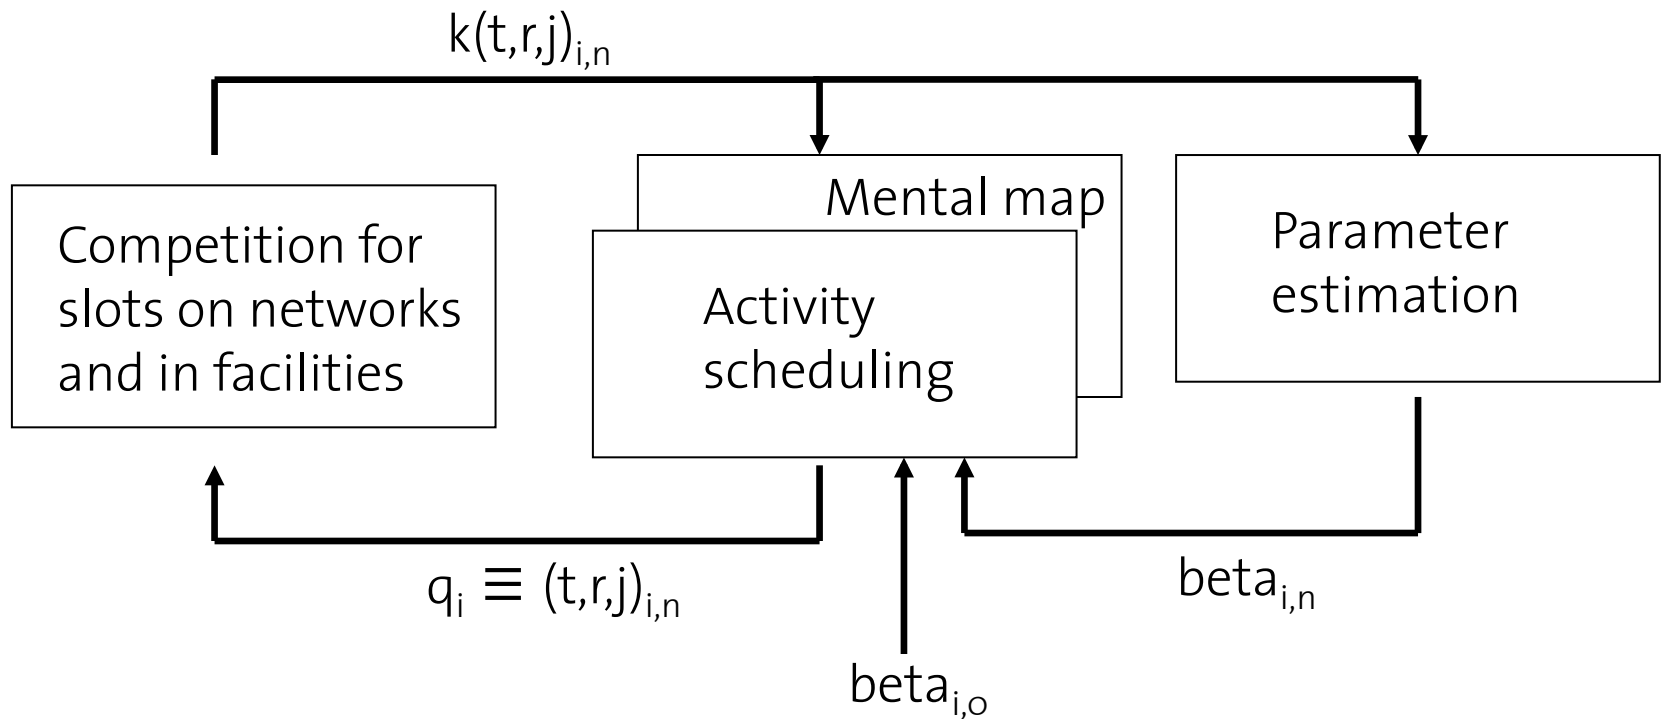 k(t,r,j)i,n
Mental map
Competition for
slots on networks
and in facilities
Activity
scheduling
Parameter
estimation
qi ≡ (t,r,j)i,n
betai,n
betai,o